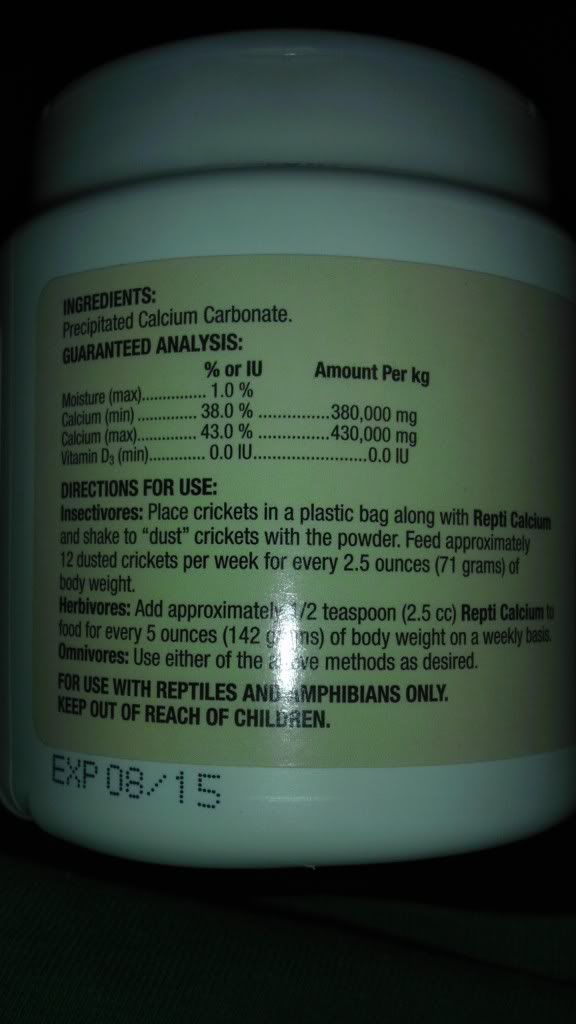 INGREDIENTS:
Precipitated Calcium Carbonate.
GUARANTEED ANALYSIS:
% or IU Amount Per kg
Moisture (max)............... 1.0 %
Calcium (min) .............. 38.0 % .................380,000 mg
Calcium (max).............. 43.0 % .................430,000 mg
Vitamin D3 (min)............. 0.0 IU...........................0.0 IU
DIRECTIONS FOR USE:
Insectivores: Place crickets in a plastic bag along with Repti Calcium
and shake to “dust” crickets with the powder. Feed approximately
12 dusted crickets per week for every 2.5 ounces (71 grams) of
body weight.
Herbivores: Add approximately 1/2 teaspoon (2.5 cc) Repti Calcium to
food for every 5 ounces (142 grams) of body weight on a weekly basis.
Omnivores: Use either of the above methods as desired.
FOR USE WITH REPTILES AND AMPHIBIANS ONLY.
KEEP OUT OF REACH OF CHILDREN.
EXP 08/15